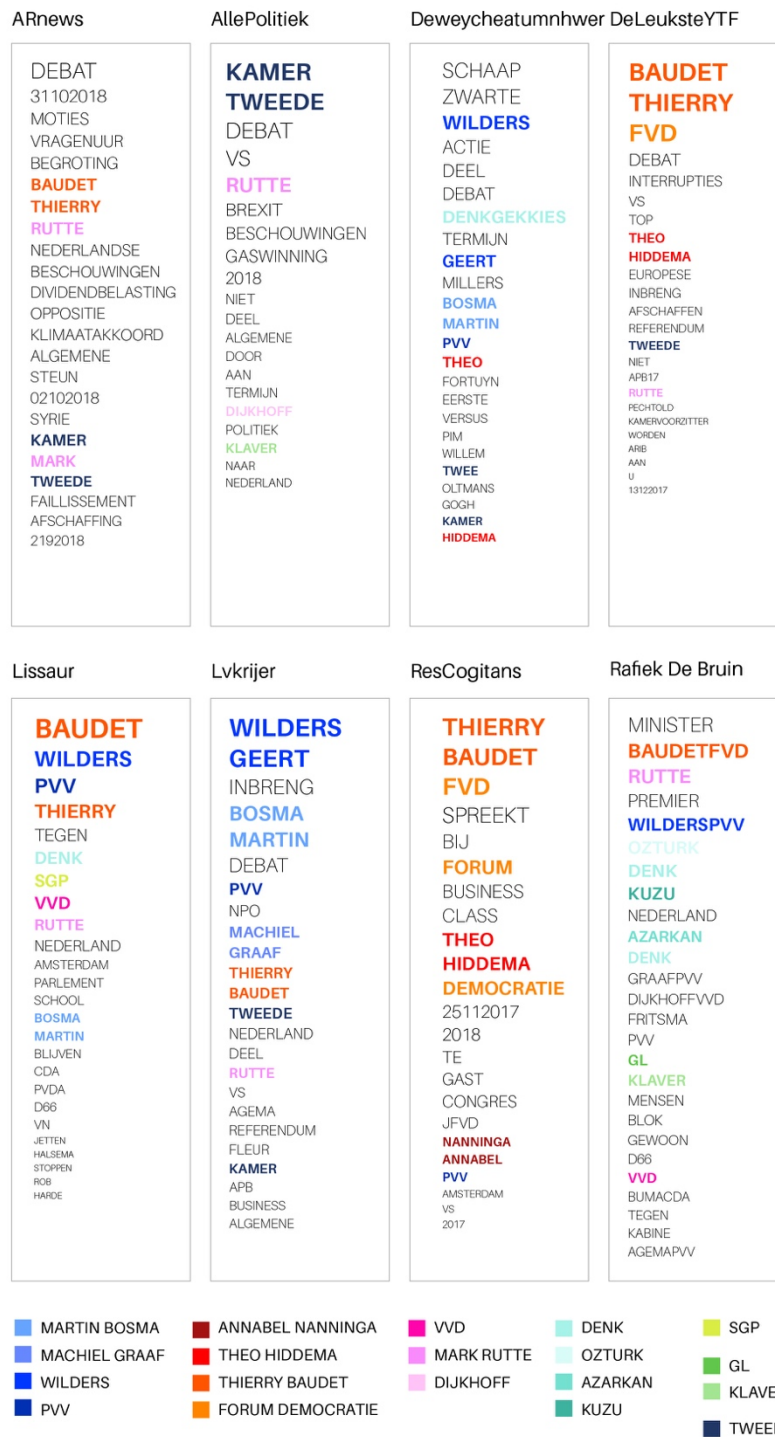 ARnews
DEBAT
31102018
MOTIES
VRAGENUUR
BEGROTING
BAUDET
THIERRY
RUTTE
NEDERLANDSE
BESCHOUWINGEN
DIVIDENDBELASTING
OPPOSITIE
KLIMAATAKKOORD
ALGEMENE
STEUN
02102018
SYRIE
KAMER
MARK
TWEEDE
FAILLISSEMENT
AFSCHAFFING
2192018
AllePolitiek
KAMER
TWEEDE
DEBAT
VS
RUTTE
BREXIT
BESCHOUWINGEN
GASWINNING
2018
NIET
DEEL
ALGEMENE
DOOR
AAN
TERMIJN
DIJKHOFF
POLITIEK
KLAVER
NAAR
NEDERLAND
Deweycheatumnhwer
SCHAAP
ZWARTE
WILDERS
ACTIE
DEEL
DEBAT
DENKGEKKIES
TERMIJN
GEERT
MILLERS
BOSMA
MARTIN
PVV
THEO
FORTUYN
EERSTE
VERSUS
PIM
WILLEM
TWEE
OLTMANS
GOGH
KAMER
HIDDEMA
DeLeuksteYTF
BAUDET
THIERRY
FVD
DEBAT
INTERRUPTIES
VS
TOP
THEO
HIDDEMA
EUROPESE
INBRENG
AFSCHAFFEN
REFERENDUM
TWEEDE
NIET
APB17
RUTTE
PECHTOLD
KAMERVOORZITTER
WORDEN
ARIB
AAN
U
13122017
Lissaur
BAUDET
WILDERS
PVV
THIERRY
TEGEN
DENK
SGP
VVD
RUTTE
NEDERLAND
AMSTERDAM
PARLEMENT
SCHOOL
BOSMA
MARTIN
BLIJVEN
CDA
PVDA
D66
VN
JETTEN
HALSEMA
STOPPEN
ROB
HARDE
Lvkrijer
WILDERS
GEERT
INBRENG
BOSMA
MARTIN
DEBAT
PVV
NPO
MACHIEL
GRAAF
THIERRY
BAUDET
TWEEDE
NEDERLAND
DEEL
RUTTE
VS
AGEMA
REFERENDUM
FLEUR
KAMER
APB
BUSINESS
ALGEMENE
ResCogitans
THIERRY
BAUDET
FVD
SPREEKT
BIJ
FORUM
BUSINESS
CLASS
THEO
HIDDEMA
DEMOCRATIE
25112017
2018
TE
GAST
CONGRES
JFVD
NANNINGA
ANNABEL
PVV
AMSTERDAM
VS
2017
Rafiek De Bruin
MINISTER
BAUDETFVD
RUTTE
PREMIER
WILDERSPVV
OZTURK
DENK
KUZU
NEDERLAND
AZARKAN
DENK
GRAAFPVV
DIJKHOFFVVD
FRITSMA
PVV
GL
KLAVER
MENSEN
BLOK
GEWOON
D66
VVD
BUMACDA
TEGEN
KABINE
AGEMAPVV
MARTIN BOSMA
MACHIEL GRAAF
WILDERS
PVV
ANNABEL NANNINGA
THEO HIDDEMA
THIERRY BAUDET
FORUM DEMOCRATIE
VVD
MARK RUTTE
DIJKHOFF
DENK
OZTURK
AZARKAN
KUZU
SGP
GL
KLAVE
TWEE